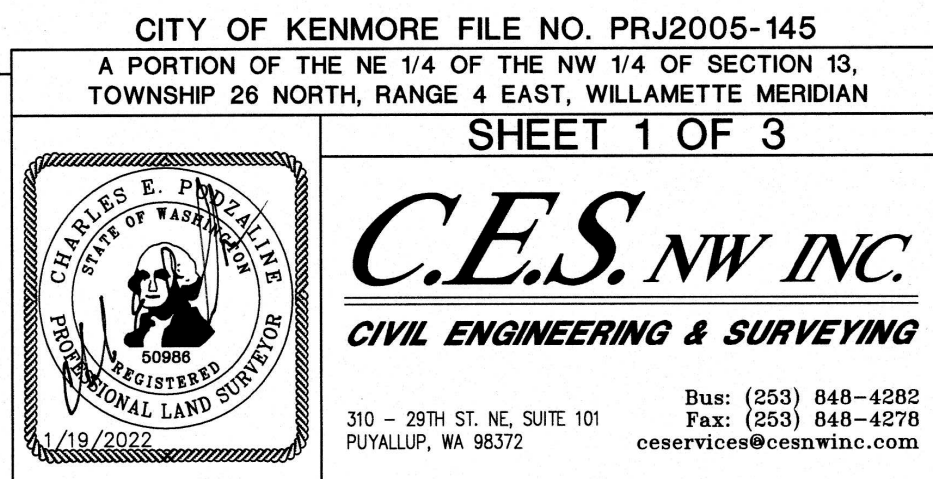 CITY OF KENMORE FILE NO. PRJ2005-145
A PORTION OF THE NE 1/4 OF THE NW 1/4 OF SECTION 13,
TOWNSHIP 26 NORTH, RANGE 4 EAST, WILLAMETTE MERIDIAN
SHEET 1 OF 3
CHARLES E. PODZALINE
STATE OF WASHINGTON
50986
REGISTERED
PROFESSIONAL LAND SURVEYOR
1/19/2022
C.E.S. NW INC.
CIVIL ENGINEERING & SURVEYING
310 - 29TH ST. NE, SUITE 101
PUYALLUP, WA 98372
Bus: (253) 848-4282
Fax: (253) 848-4278
ceservices@cesnwinc.com